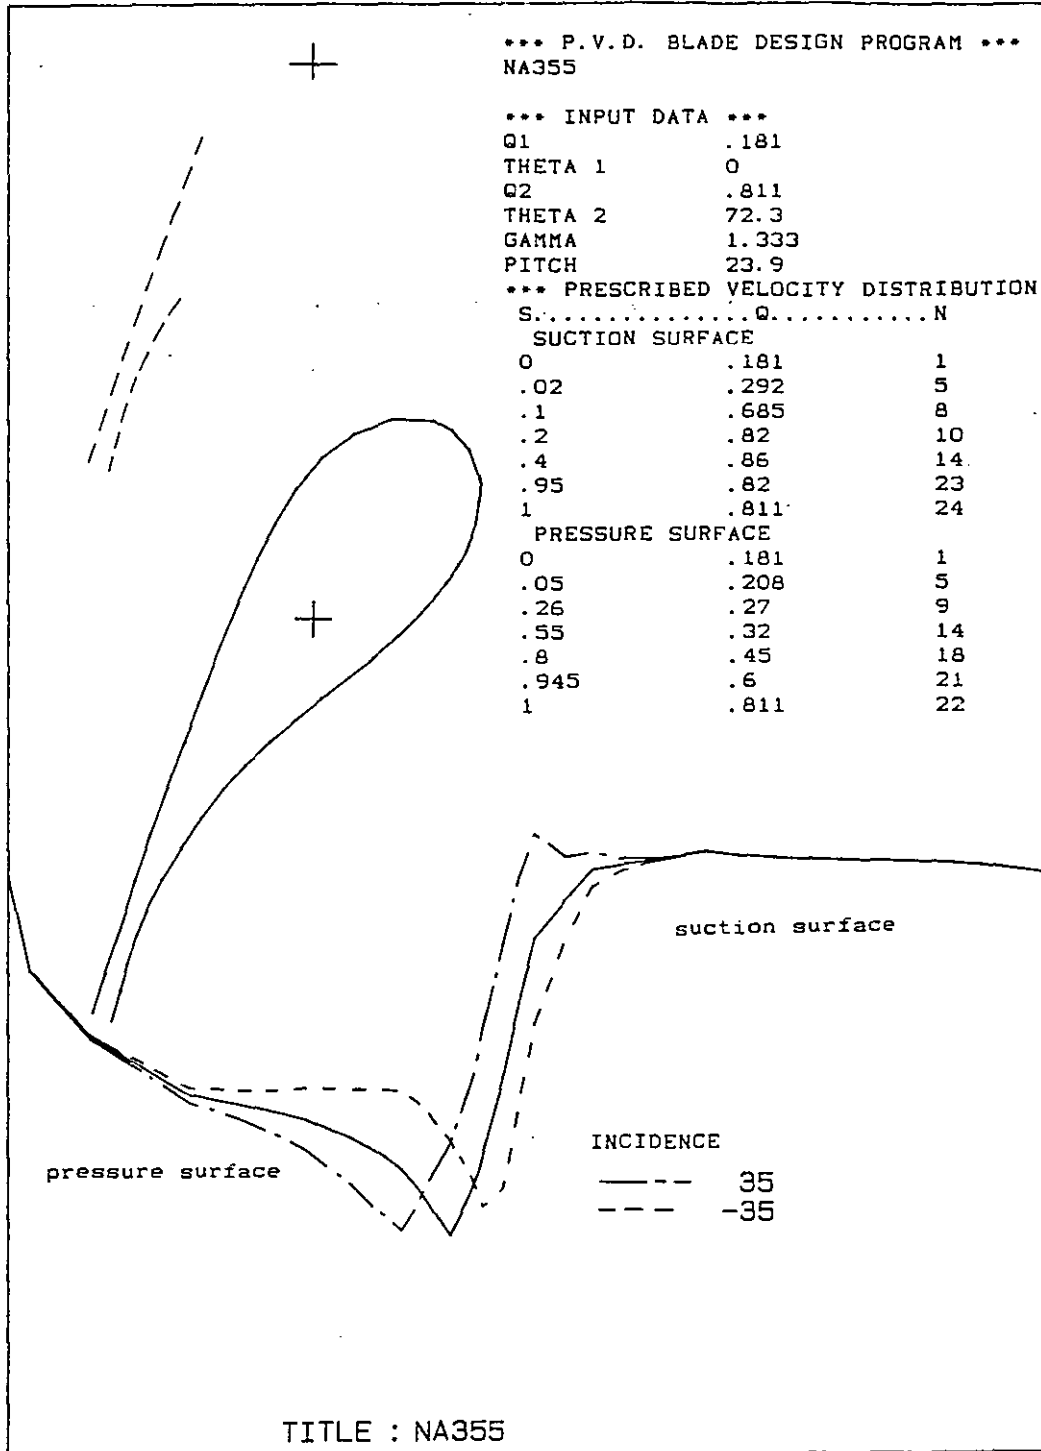 *** P.V.D. BLADE DESIGN PROGRAM ***
NA355
*** INPUT DATA ***
Q1 .181
THETA 1 0
Q2 .811
THETA 2 72.3
GAMMA 1.333
PITCH 23.9
*** PRESCRIBED VELOCITY DISTRIBUTION
S...............Q...........N
SUCTION SURFACE
0 .181 1
.02 .292 5
.1 .685 8
.2 .82 10
.4 .86 14
.95 .82 23
1 .811 24
PRESSURE SURFACE
0 .181 1
.05 .208 5
.26 .27 9
.55 .32 14
.8 .45 18
.945 .6 21
1 .811 22
suction surface
pressure surface
INCIDENCE
35
-35
TITLE : NA355